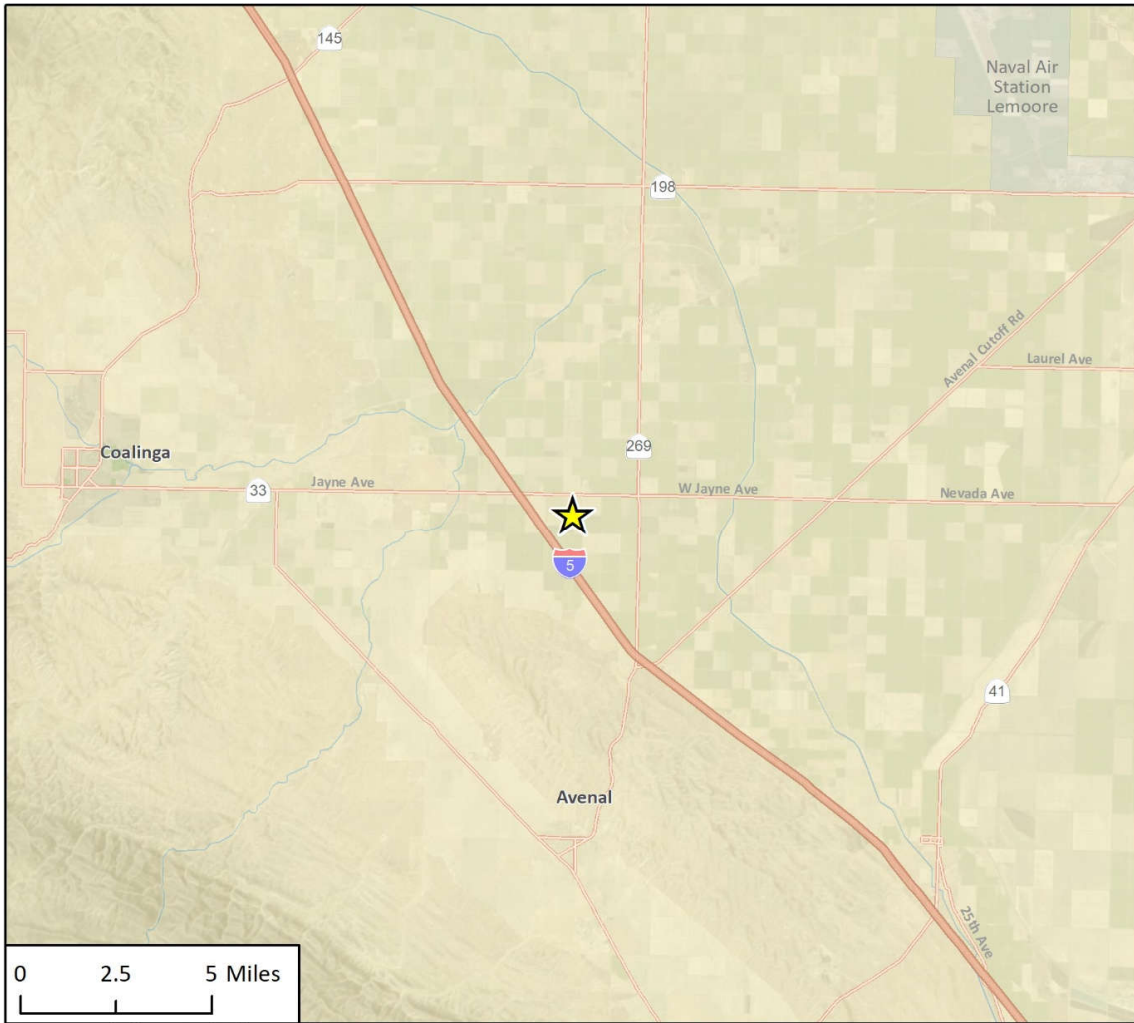 145
Naval Air
Station
Lemoore
198
Avenal Cutoff Rd
Laurel Ave
269
Coalinga
33
Jayne Ave
W Jayne Ave
Nevada Ave
5
41
Avenal
25th Ave
0 2.5 5 Miles